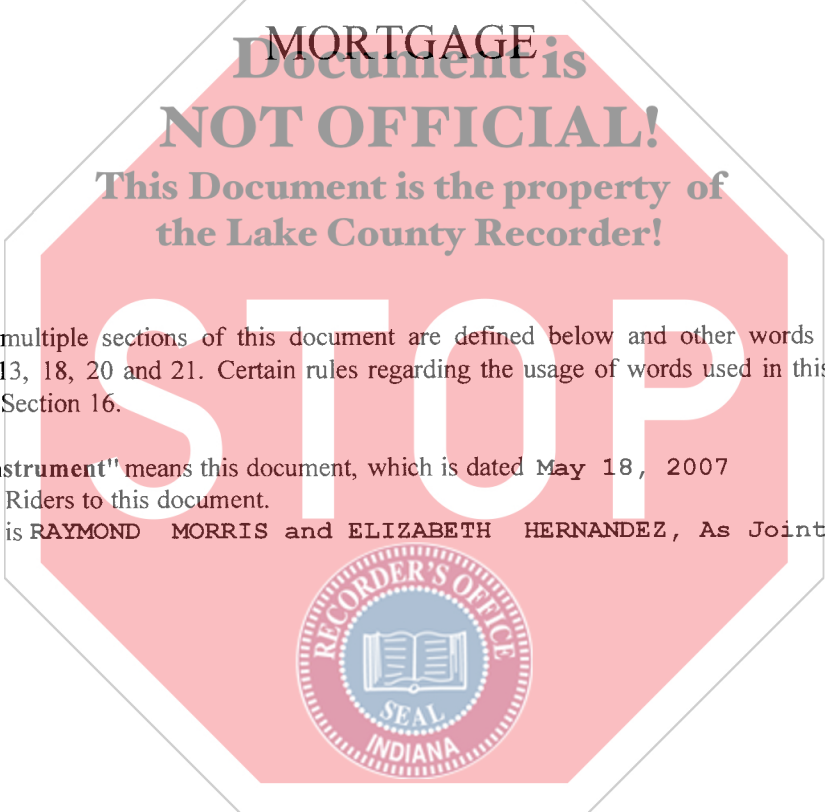 MORTGAGE
Document is
NOT OFFICIAL!
This Document is the property of
the Lake County Recorder!
multiple sections of this document are defined below and other words
13, 18, 20 and 21. Certain rules regarding the usage of words used in this
Section 16.
strument" means this document, which is dated May 18, 2007
Riders to this document.
is RAYMOND MORRIS and ELIZABETH HERNANDEZ, As Joint
STOP
RECORDER'S OFFICE
SEAL
INDIANA